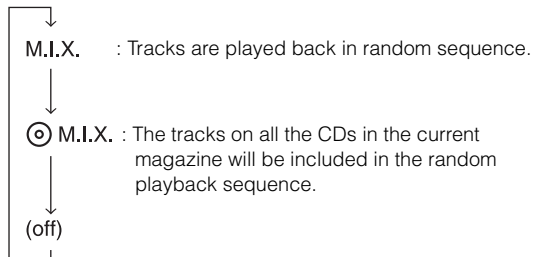 M.I.X. : Tracks are played back in random sequence.
M.I.X. : The tracks on all the CDs in the current
magazine will be included in the random
playback sequence.
(off)